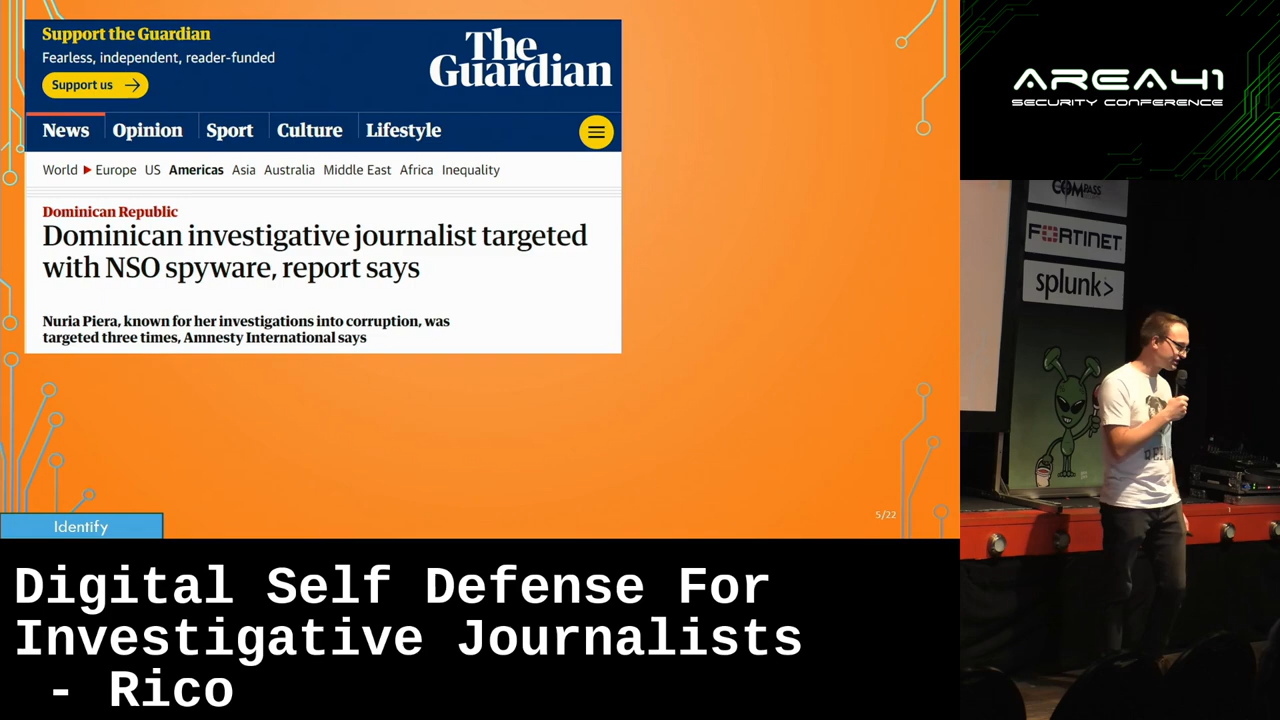 Support the Guardian
Fearless, independent, reader-funded
Support us
The
Guardian
News Opinion Sport Culture Lifestyle
World Europe US Americas Asia Australia Middle East Africa Inequality
Dominican Republic
Dominican investigative journalist targeted
with NSO spyware, report says
Nuria Piera, known for her investigations into corruption, was
targeted three times, Amnesty International says
5/22
Identify
AREA41
SECURITY CONFERENCE
COMPASS
FORTINET
splunk>
Digital Self Defense For
Investigative Journalists
- Rico